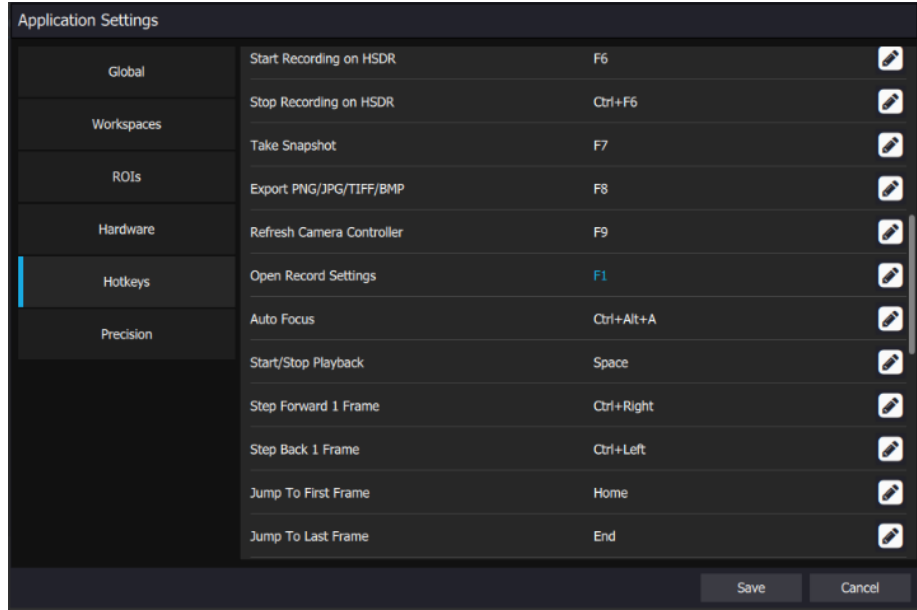 Application Settings
Global
Workspaces
ROIs
Hardware
Hotkeys
Precision
Start Recording on HSDR F6
Stop Recording on HSDR Ctrl+F6
Take Snapshot F7
Export PNG/JPG/TIFF/BMP F8
Refresh Camera Controller F9
Open Record Settings F1
Auto Focus Ctrl+Alt+A
Start/Stop Playback Space
Step Forward 1 Frame Ctrl+Right
Step Back 1 Frame Ctrl+Left
Jump To First Frame Home
Jump To Last Frame End
Save Cancel